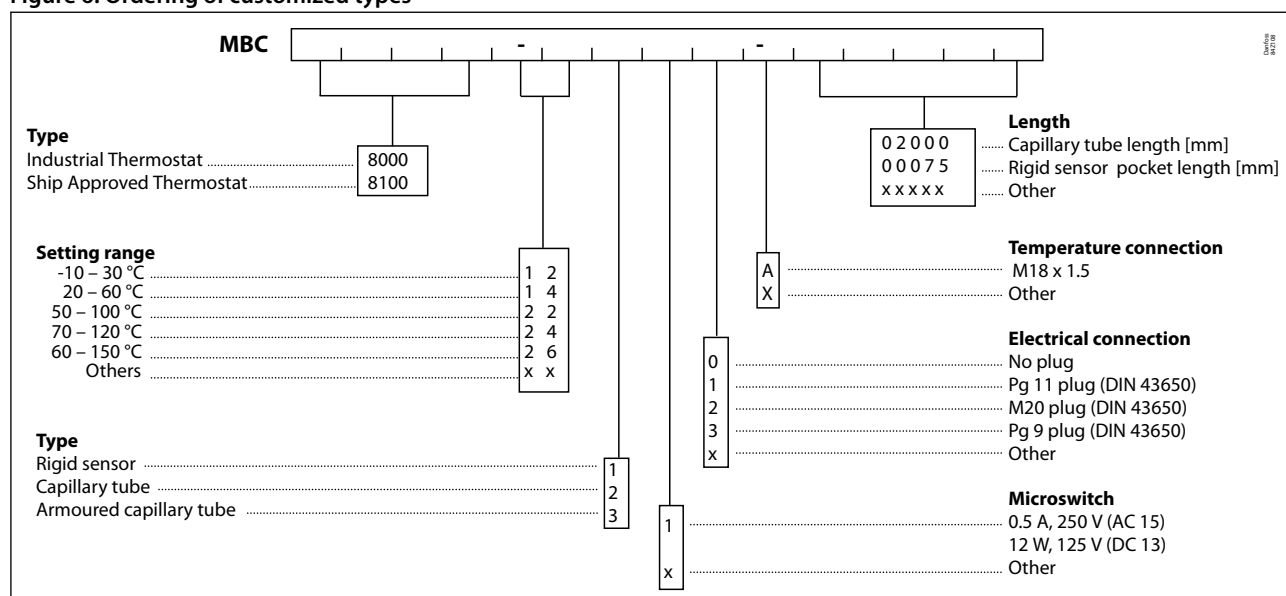 Figure 6: Ordering of customized types
MBC - -
Danfoss
84Z108
Type
Industrial Thermostat 8000
Ship Approved Thermostat 8100
Length
0 2 0 0 0 Capillary tube length [mm]
0 0 0 7 5 Rigid sensor pocket length [mm]
x x x x x Other
Setting range
-10 – 30 °C 1 2
20 – 60 °C 1 4
50 – 100 °C 2 2
70 – 120 °C 2 4
60 – 150 °C 2 6
Others x x
Temperature connection
A M18 x 1.5
X Other
Electrical connection
0 No plug
1 Pg 11 plug (DIN 43650)
2 M20 plug (DIN 43650)
3 Pg 9 plug (DIN 43650)
x Other
Type
Rigid sensor 1
Capillary tube 2
Armoured capillary tube 3
Microswitch
1 0.5 A, 250 V (AC 15)
12 W, 125 V (DC 13)
x Other